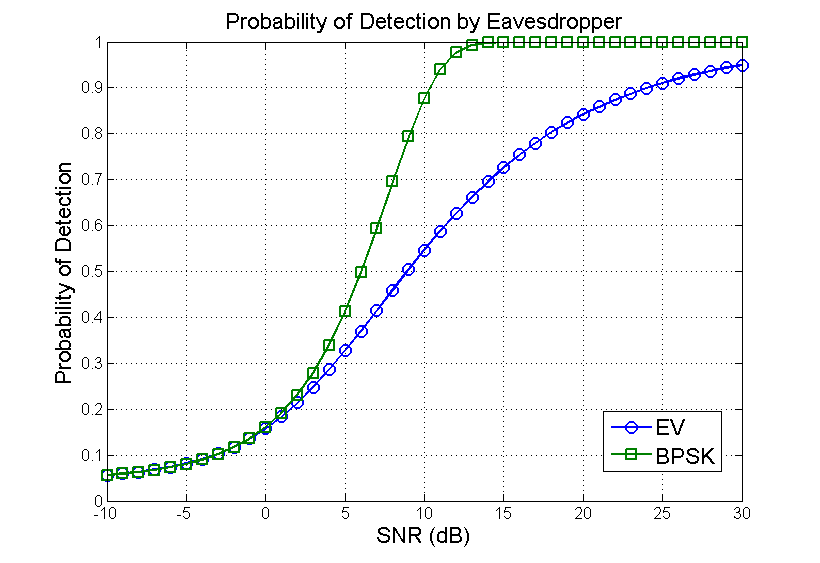 Probability of Detection by Eavesdropper
1
0.9
0.8
0.7
0.6
0.5
0.4
0.3
0.2
0.1
0
Probability of Detection
EV
BPSK
-10 -5 0 5 10 15 20 25 30
SNR (dB)